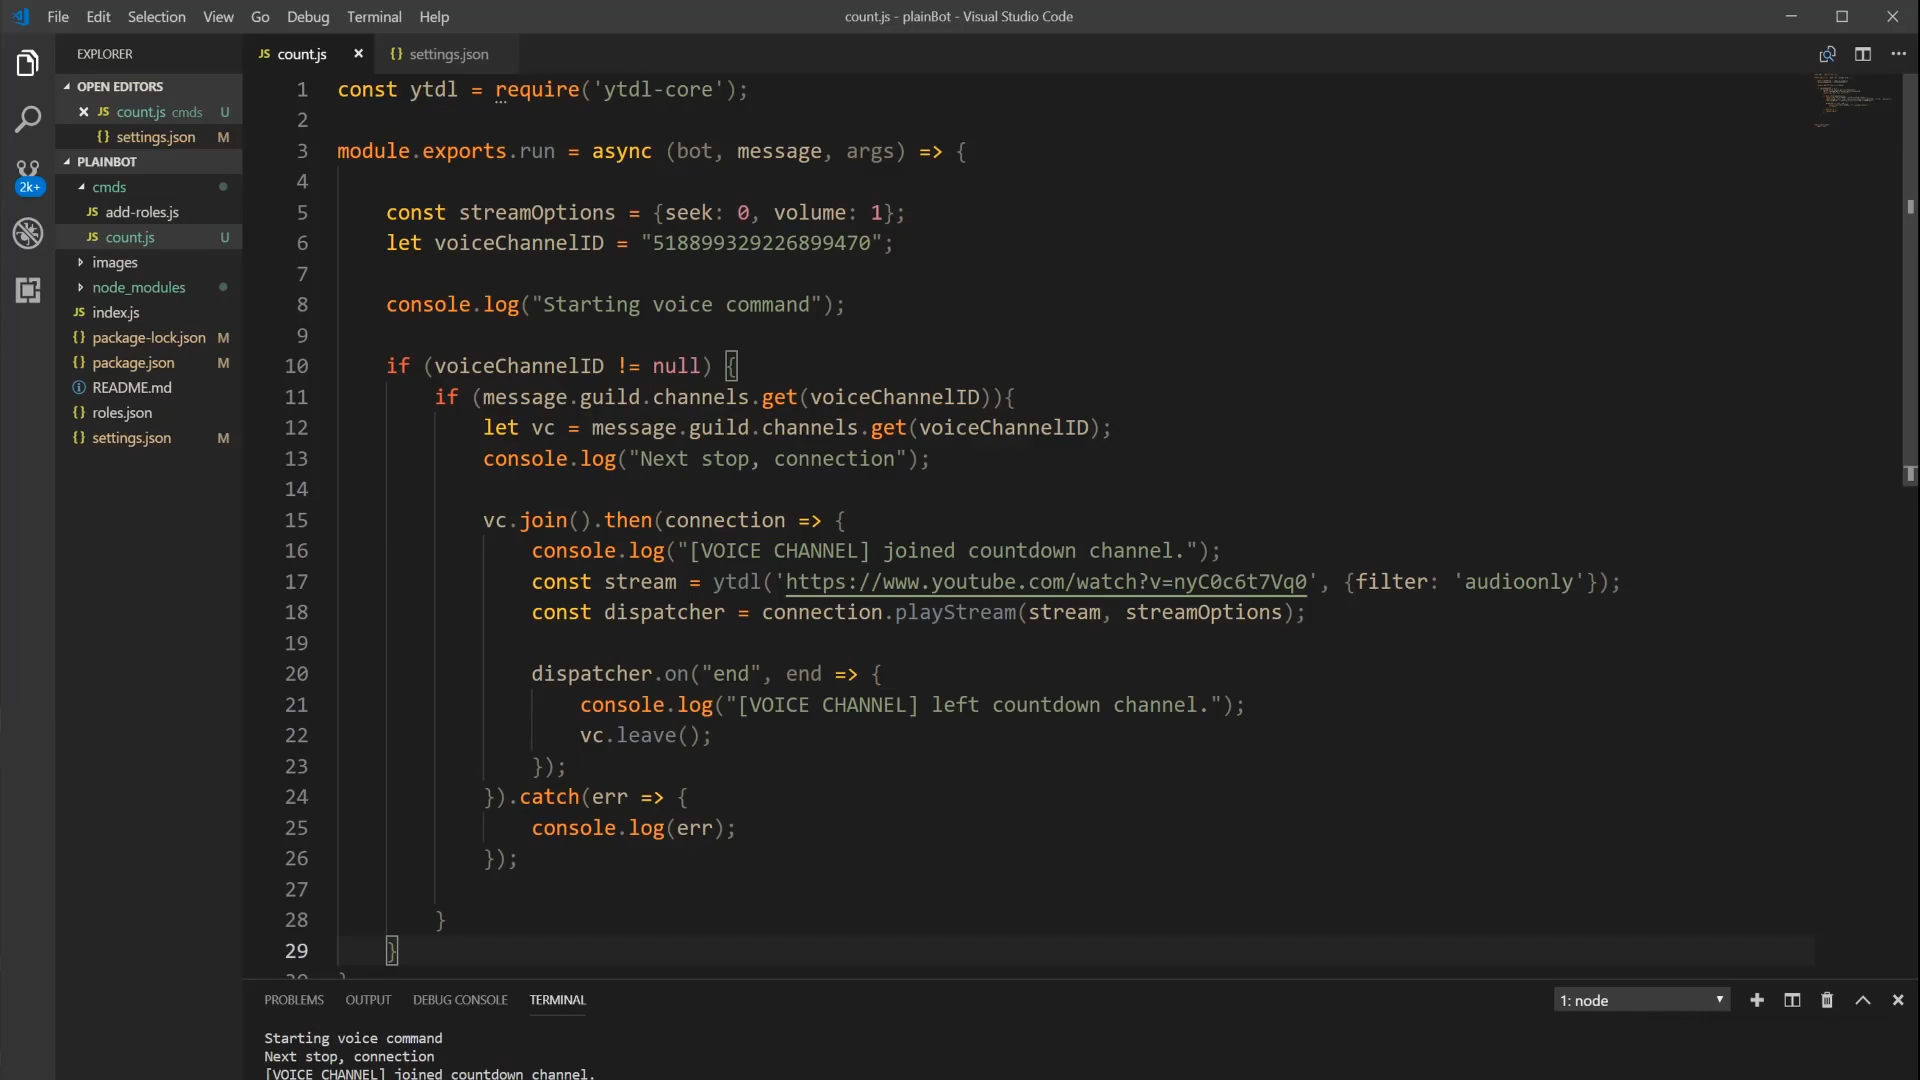 File Edit Selection View Go Debug Terminal Help
count.js - plainBot - Visual Studio Code
EXPLORER
OPEN EDITORS
JS count.js cmds U
{} settings.json M
PLAINBOT
cmds
JS add-roles.js
JS count.js U
images
node_modules
JS index.js
{} package-lock.json M
{} package.json M
README.md
{} roles.json
{} settings.json M
2k+
JS count.js
{} settings.json
1 const ytdl = require('ytdl-core');
2
3 module.exports.run = async (bot, message, args) => {
4
5 const streamOptions = {seek: 0, volume: 1};
6 let voiceChannelID = "518899329226899470";
7
8 console.log("Starting voice command");
9
10 if (voiceChannelID != null) {
11 if (message.guild.channels.get(voiceChannelID)){
12 let vc = message.guild.channels.get(voiceChannelID);
13 console.log("Next stop, connection");
14
15 vc.join().then(connection => {
16 console.log("[VOICE CHANNEL] joined countdown channel.");
17 const stream = ytdl('https://www.youtube.com/watch?v=nyC0c6t7Vq0', {filter: 'audioonly'});
18 const dispatcher = connection.playStream(stream, streamOptions);
19
20 dispatcher.on("end", end => {
21 console.log("[VOICE CHANNEL] left countdown channel.");
22 vc.leave();
23 });
24 }).catch(err => {
25 console.log(err);
26 });
27
28 }
29 }
PROBLEMS OUTPUT DEBUG CONSOLE TERMINAL
1: node
Starting voice command
Next stop, connection
[VOICE CHANNEL] joined countdown channel.